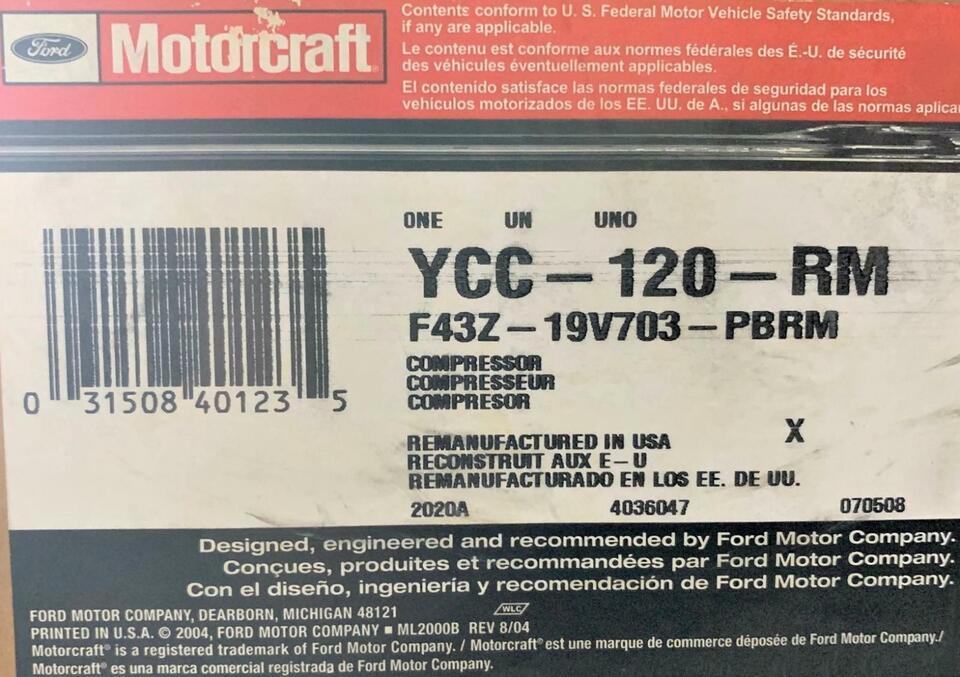 Ford
Motorcraft®
Contents conform to U. S. Federal Motor Vehicle Safety Standards,
if any are applicable.
Le contenu est conforme aux normes fédérales des É.-U. de sécurité
des véhicules éventuellement applicables.
El contenido satisface las normas federales de seguridad para los
vehículos motorizados de los EE. UU. de A., si algunas de las normas aplican
ONE UN UNO
YCC-120-RM
F43Z-19V703-PBRM
COMPRESSOR
COMPRESSEUR
COMPRESOR
0 31508 40123 5
X
REMANUFACTURED IN USA
RECONSTRUIT AUX E-U
REMANUFACTURADO EN LOS EE. DE UU.
2020A 4036047 070508
Designed, engineered and recommended by Ford Motor Company.
Conçues, produites et recommandées par Ford Motor Company.
Con el diseño, ingeniería y recomendación de Ford Motor Company.
FORD MOTOR COMPANY, DEARBORN, MICHIGAN 48121 WLC
PRINTED IN U.S.A. © 2004, FORD MOTOR COMPANY ■ ML2000B REV 8/04
Motorcraft® is a registered trademark of Ford Motor Company. / Motorcraft® est une marque de commerce déposée de Ford Motor Company./
Motorcraft® es una marca comercial registrada de Ford Motor Company.